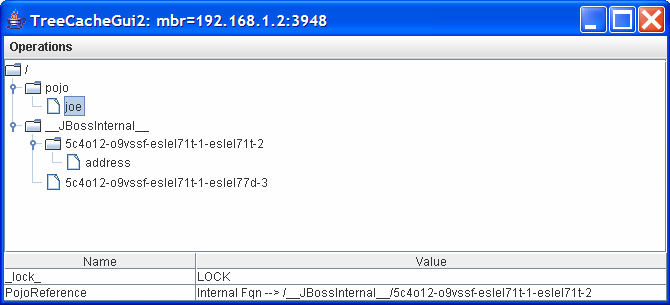 TreeCacheGui2: mbr=192.168.1.2:3948
Operations
/
pojo
joe
__JBossInternal__
5c4o12-o9vssf-eslel71t-1-eslel71t-2
address
5c4o12-o9vssf-eslel71t-1-eslel77d-3
Name Value
_lock_ LOCK
PojoReference Internal Fqn --> /__JBossInternal__/5c4o12-o9vssf-eslel71t-1-eslel71t-2